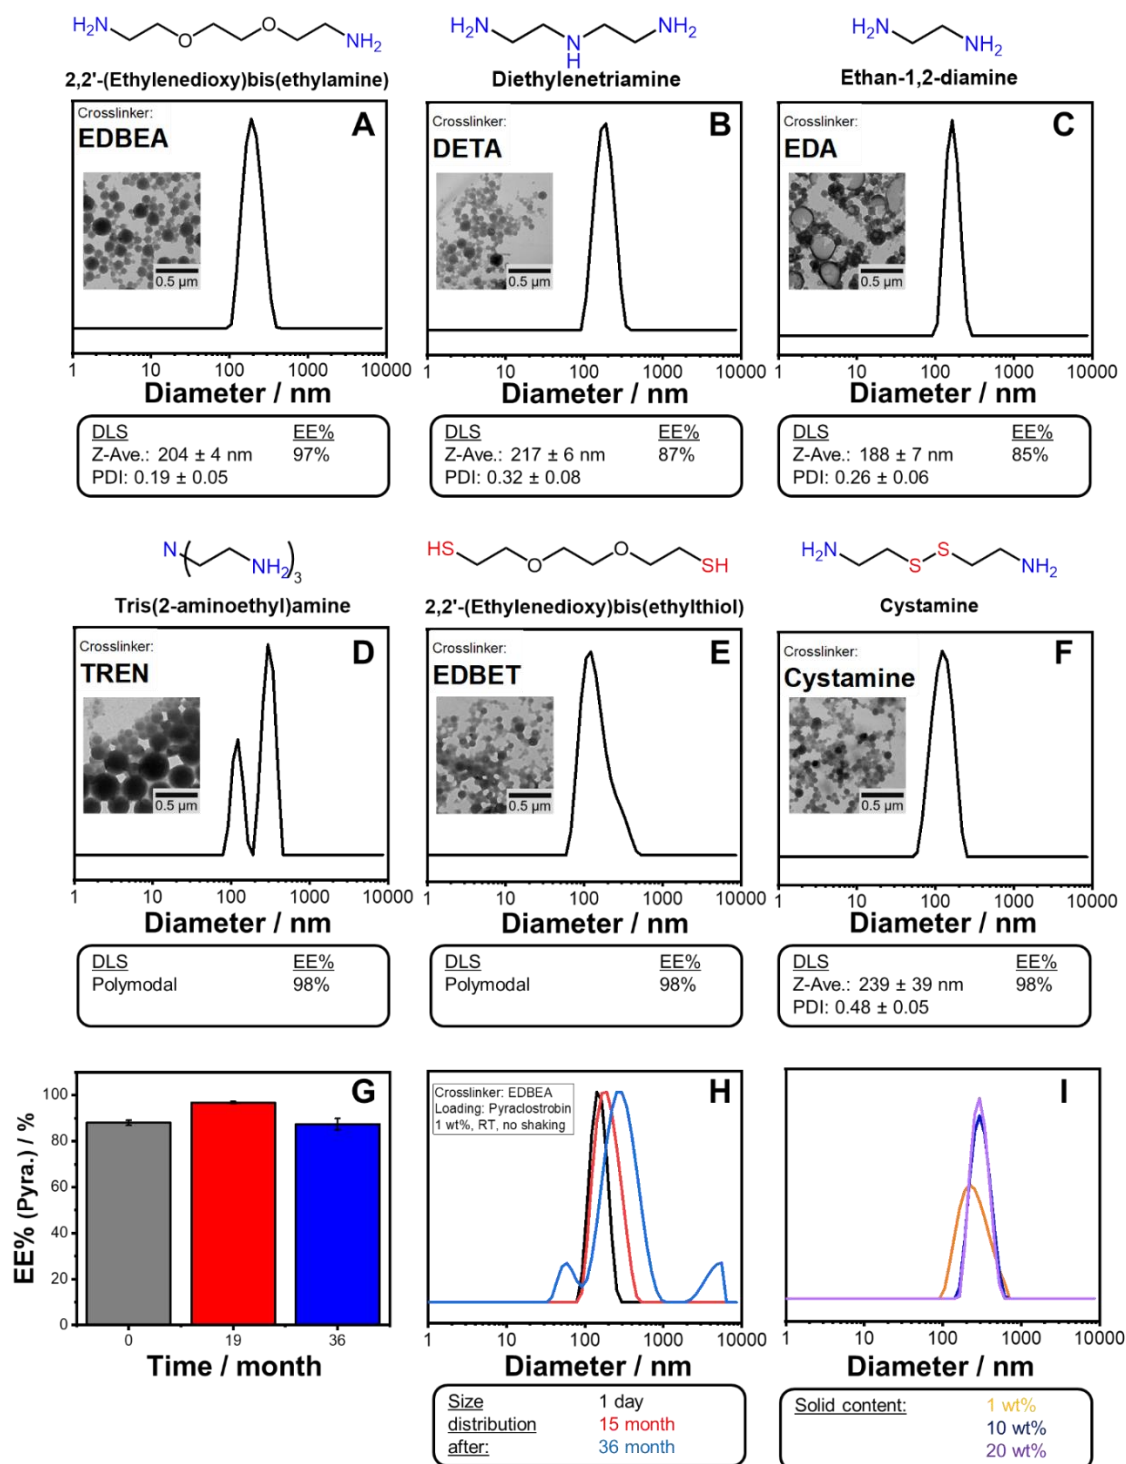 H₂N O O NH₂
H₂N N H NH₂
H₂N NH₂
2,2'-(Ethylenedioxy)bis(ethylamine)
Diethylenetriamine
Ethan-1,2-diamine
Crosslinker:
EDBEA
A
0.5 µm
1 10 100 1000 10000
Diameter / nm
Crosslinker:
DETA
B
0.5 µm
1 10 100 1000 10000
Diameter / nm
Crosslinker:
EDA
C
0.5 µm
1 10 100 1000 10000
Diameter / nm
DLS EE%
Z-Ave.: 204 ± 4 nm 97%
PDI: 0.19 ± 0.05
DLS EE%
Z-Ave.: 217 ± 6 nm 87%
PDI: 0.32 ± 0.08
DLS EE%
Z-Ave.: 188 ± 7 nm 85%
PDI: 0.26 ± 0.06
N ( NH₂ )₃
HS O O SH
H₂N S S NH₂
Tris(2-aminoethyl)amine
2,2'-(Ethylenedioxy)bis(ethylthiol)
Cystamine
Crosslinker:
TREN
D
0.5 µm
1 10 100 1000 10000
Diameter / nm
Crosslinker:
EDBET
E
0.5 µm
1 10 100 1000 10000
Diameter / nm
Crosslinker:
Cystamine
F
0.5 µm
1 10 100 1000 10000
Diameter / nm
DLS EE%
Polymodal 98%
DLS EE%
Polymodal 98%
DLS EE%
Z-Ave.: 239 ± 39 nm 98%
PDI: 0.48 ± 0.05
G
EE% (Pyra.) / %
100
80
60
40
20
0
0 19 36
Time / month
Crosslinker: EDBEA
Loading: Pyraclostrobin
1 wt%, RT, no shaking
H
1 10 100 1000 10000
Diameter / nm
Size 1 day
distribution 15 month
after: 36 month
I
1 10 100 1000 10000
Diameter / nm
Solid content: 1 wt%
10 wt%
20 wt%